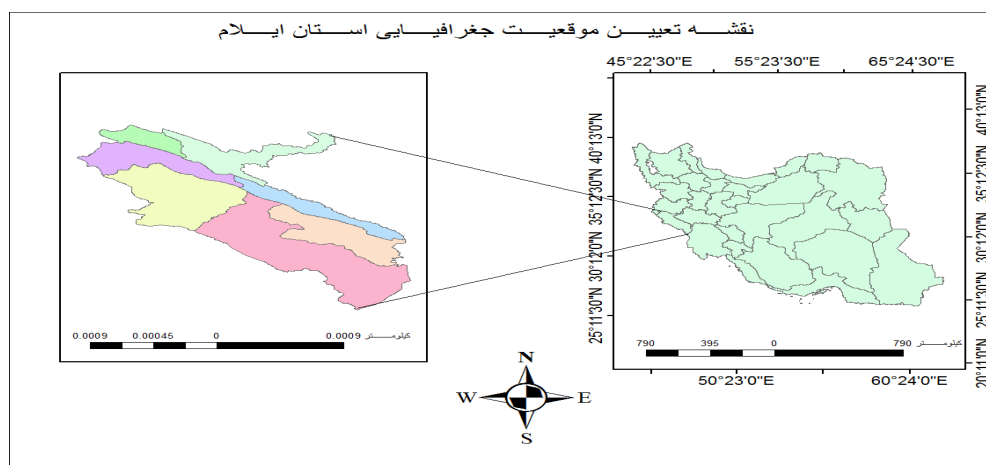 نقشه تعیین موقعیت جغرافیایی استان ایلام
45°22'30"E 55°23'30"E 65°24'30"E
40°13'0"N
35°12'30"N
30°12'0"N
25°11'30"N
40°13'0"N
35°12'30"N
30°12'0"N
25°11'30"N
20°11'0"N
0.0009 0.00045 0 0.0009 کیلومتر
790 395 0 790 کیلومتر
50°23'0"E 60°24'0"E
N
W E
S